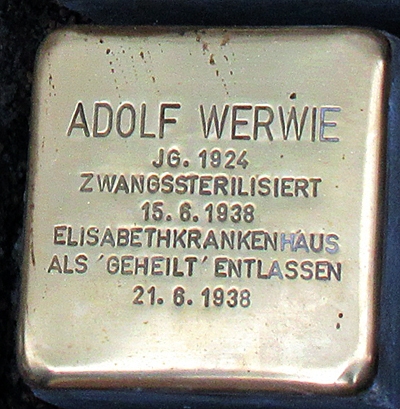 ADOLF WERWIE
JG. 1924
ZWANGSSTERILISIERT
15. 6. 1938
ELISABETHKRANKENHAUS
ALS ´GEHEILT´ ENTLASSEN
21. 6. 1938